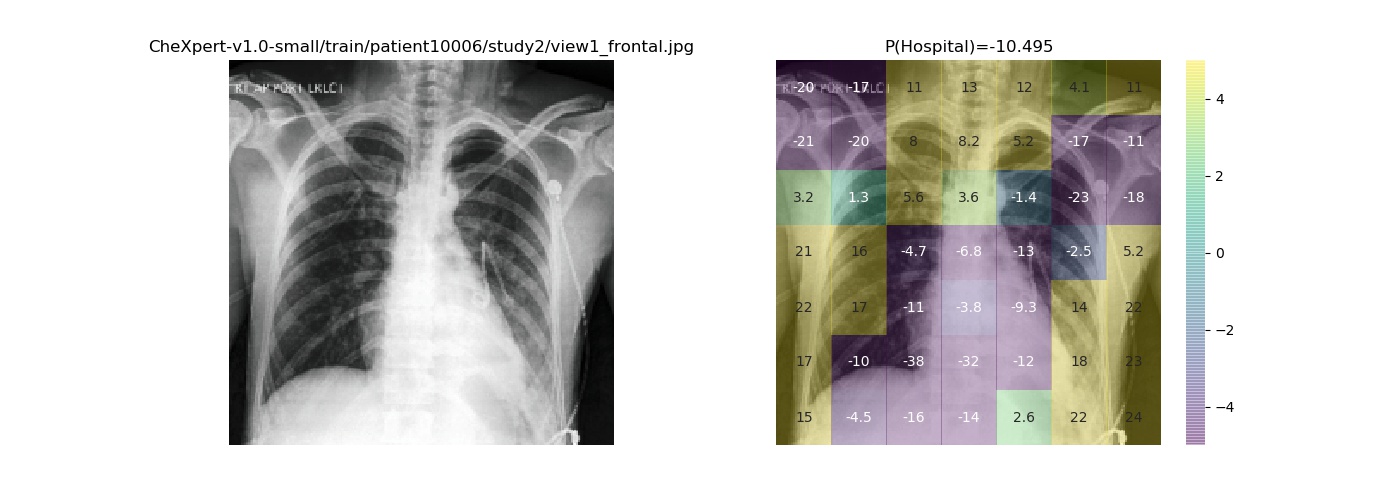 CheXpert-v1.0-small/train/patient10006/study2/view1_frontal.jpg
P(Hospital)=-10.495
-20 -17 11 13 12 4.1 11
-21 -20 8 8.2 5.2 -17 -11
3.2 1.3 5.6 3.6 -1.4 -23 -18
21 16 -4.7 -6.8 -13 -2.5 5.2
22 17 -11 -3.8 -9.3 14 22
17 -10 -38 -32 -12 18 23
15 -4.5 -16 -14 2.6 22 24
4
2
0
−2
−4